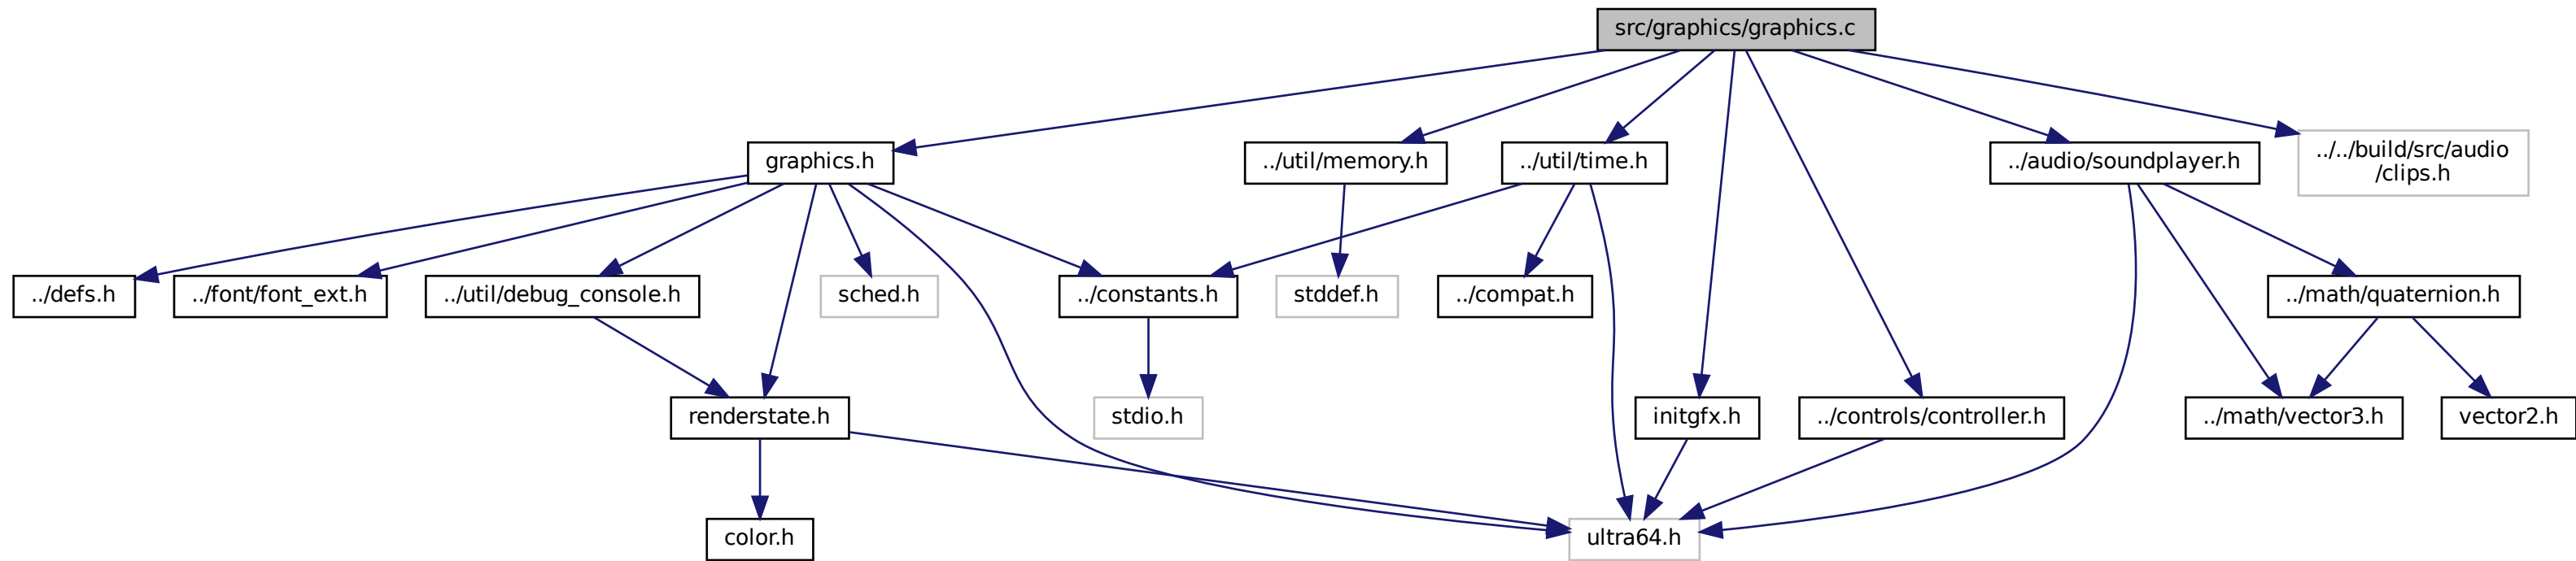 src/graphics/graphics.c
graphics.h
../util/memory.h
../util/time.h
../audio/soundplayer.h
../../build/src/audio
/clips.h
../defs.h
../font/font_ext.h
../util/debug_console.h
sched.h
../constants.h
stddef.h
../compat.h
../math/quaternion.h
renderstate.h
stdio.h
initgfx.h
../controls/controller.h
../math/vector3.h
vector2.h
color.h
ultra64.h